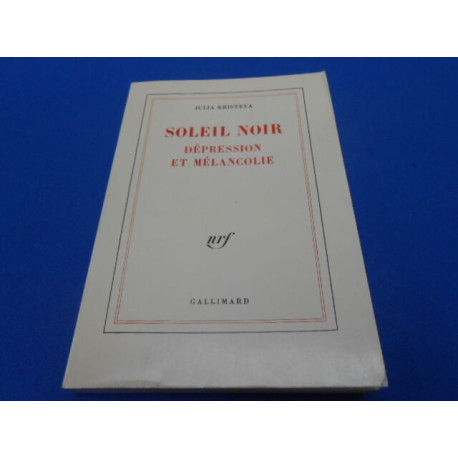 JULIA KRISTEVA
SOLEIL NOIR
DÉPRESSION
ET MÉLANCOLIE
nrf
GALLIMARD